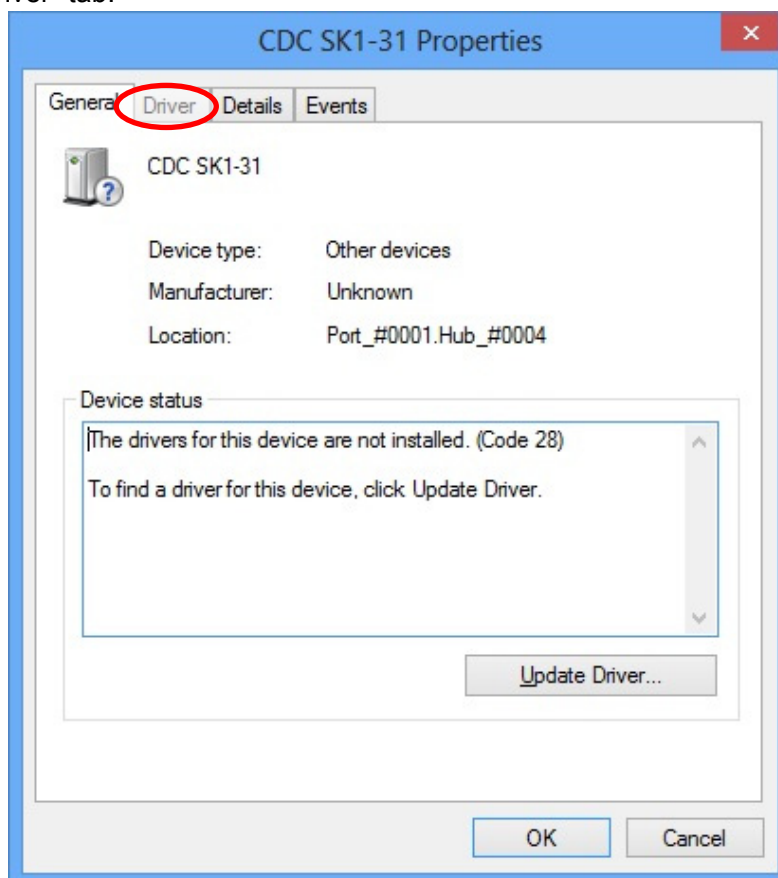 tab.
CDC SK1-31 Properties
General Driver Details Events
CDC SK1-31
Device type: Other devices
Manufacturer: Unknown
Location: Port_#0001.Hub_#0004
Device status
The drivers for this device are not installed. (Code 28)
To find a driver for this device, click Update Driver.
Update Driver...
OK Cancel